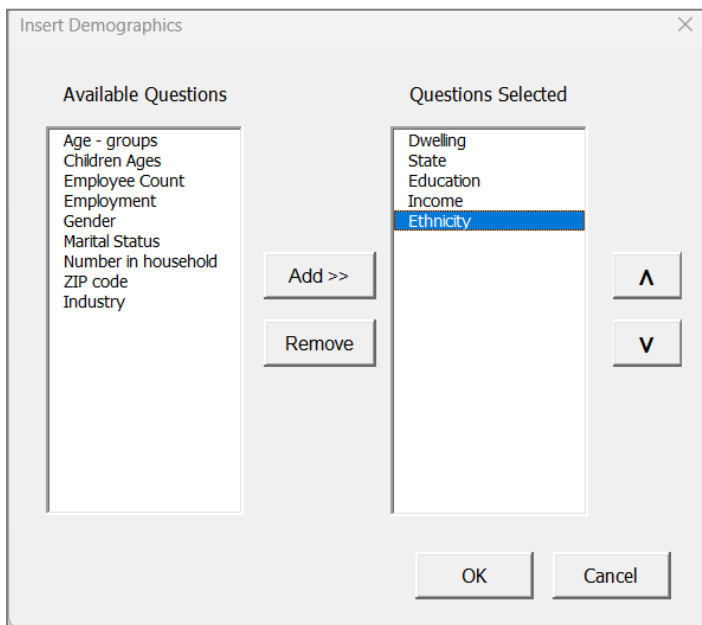 Insert Demographics
Available Questions
Age - groups
Children Ages
Employee Count
Employment
Gender
Marital Status
Number in household
ZIP code
Industry
Add >>
Remove
Questions Selected
Dwelling
State
Education
Income
Ethnicity
Λ
V
OK
Cancel